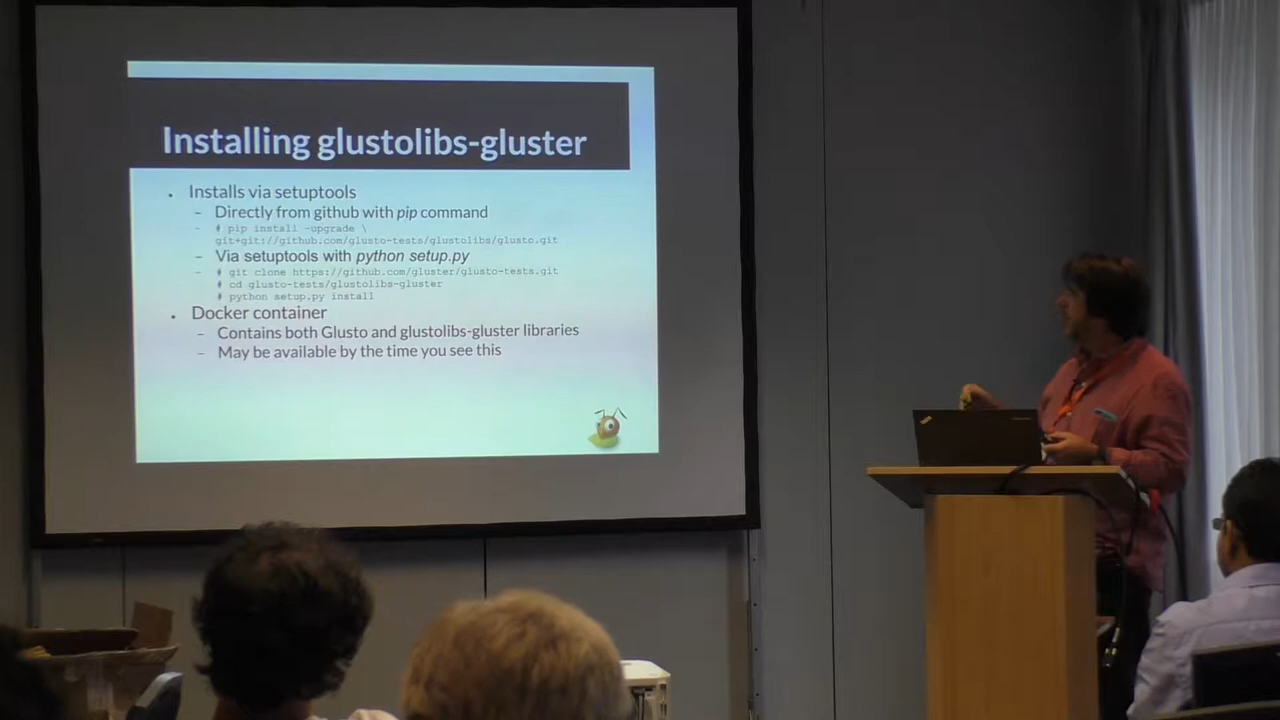 Installing glustolibs-gluster
. Installs via setuptools
– Directly from github with pip command
– # pip install -upgrade \
git+git://github.com/glusto-tests/glustolibs/glusto.git
– Via setuptools with python setup.py
– # git clone https://github.com/gluster/glusto-tests.git
# cd glusto-tests/glustolibs-gluster
# python setup.py install
. Docker container
– Contains both Glusto and glustolibs-gluster libraries
– May be available by the time you see this